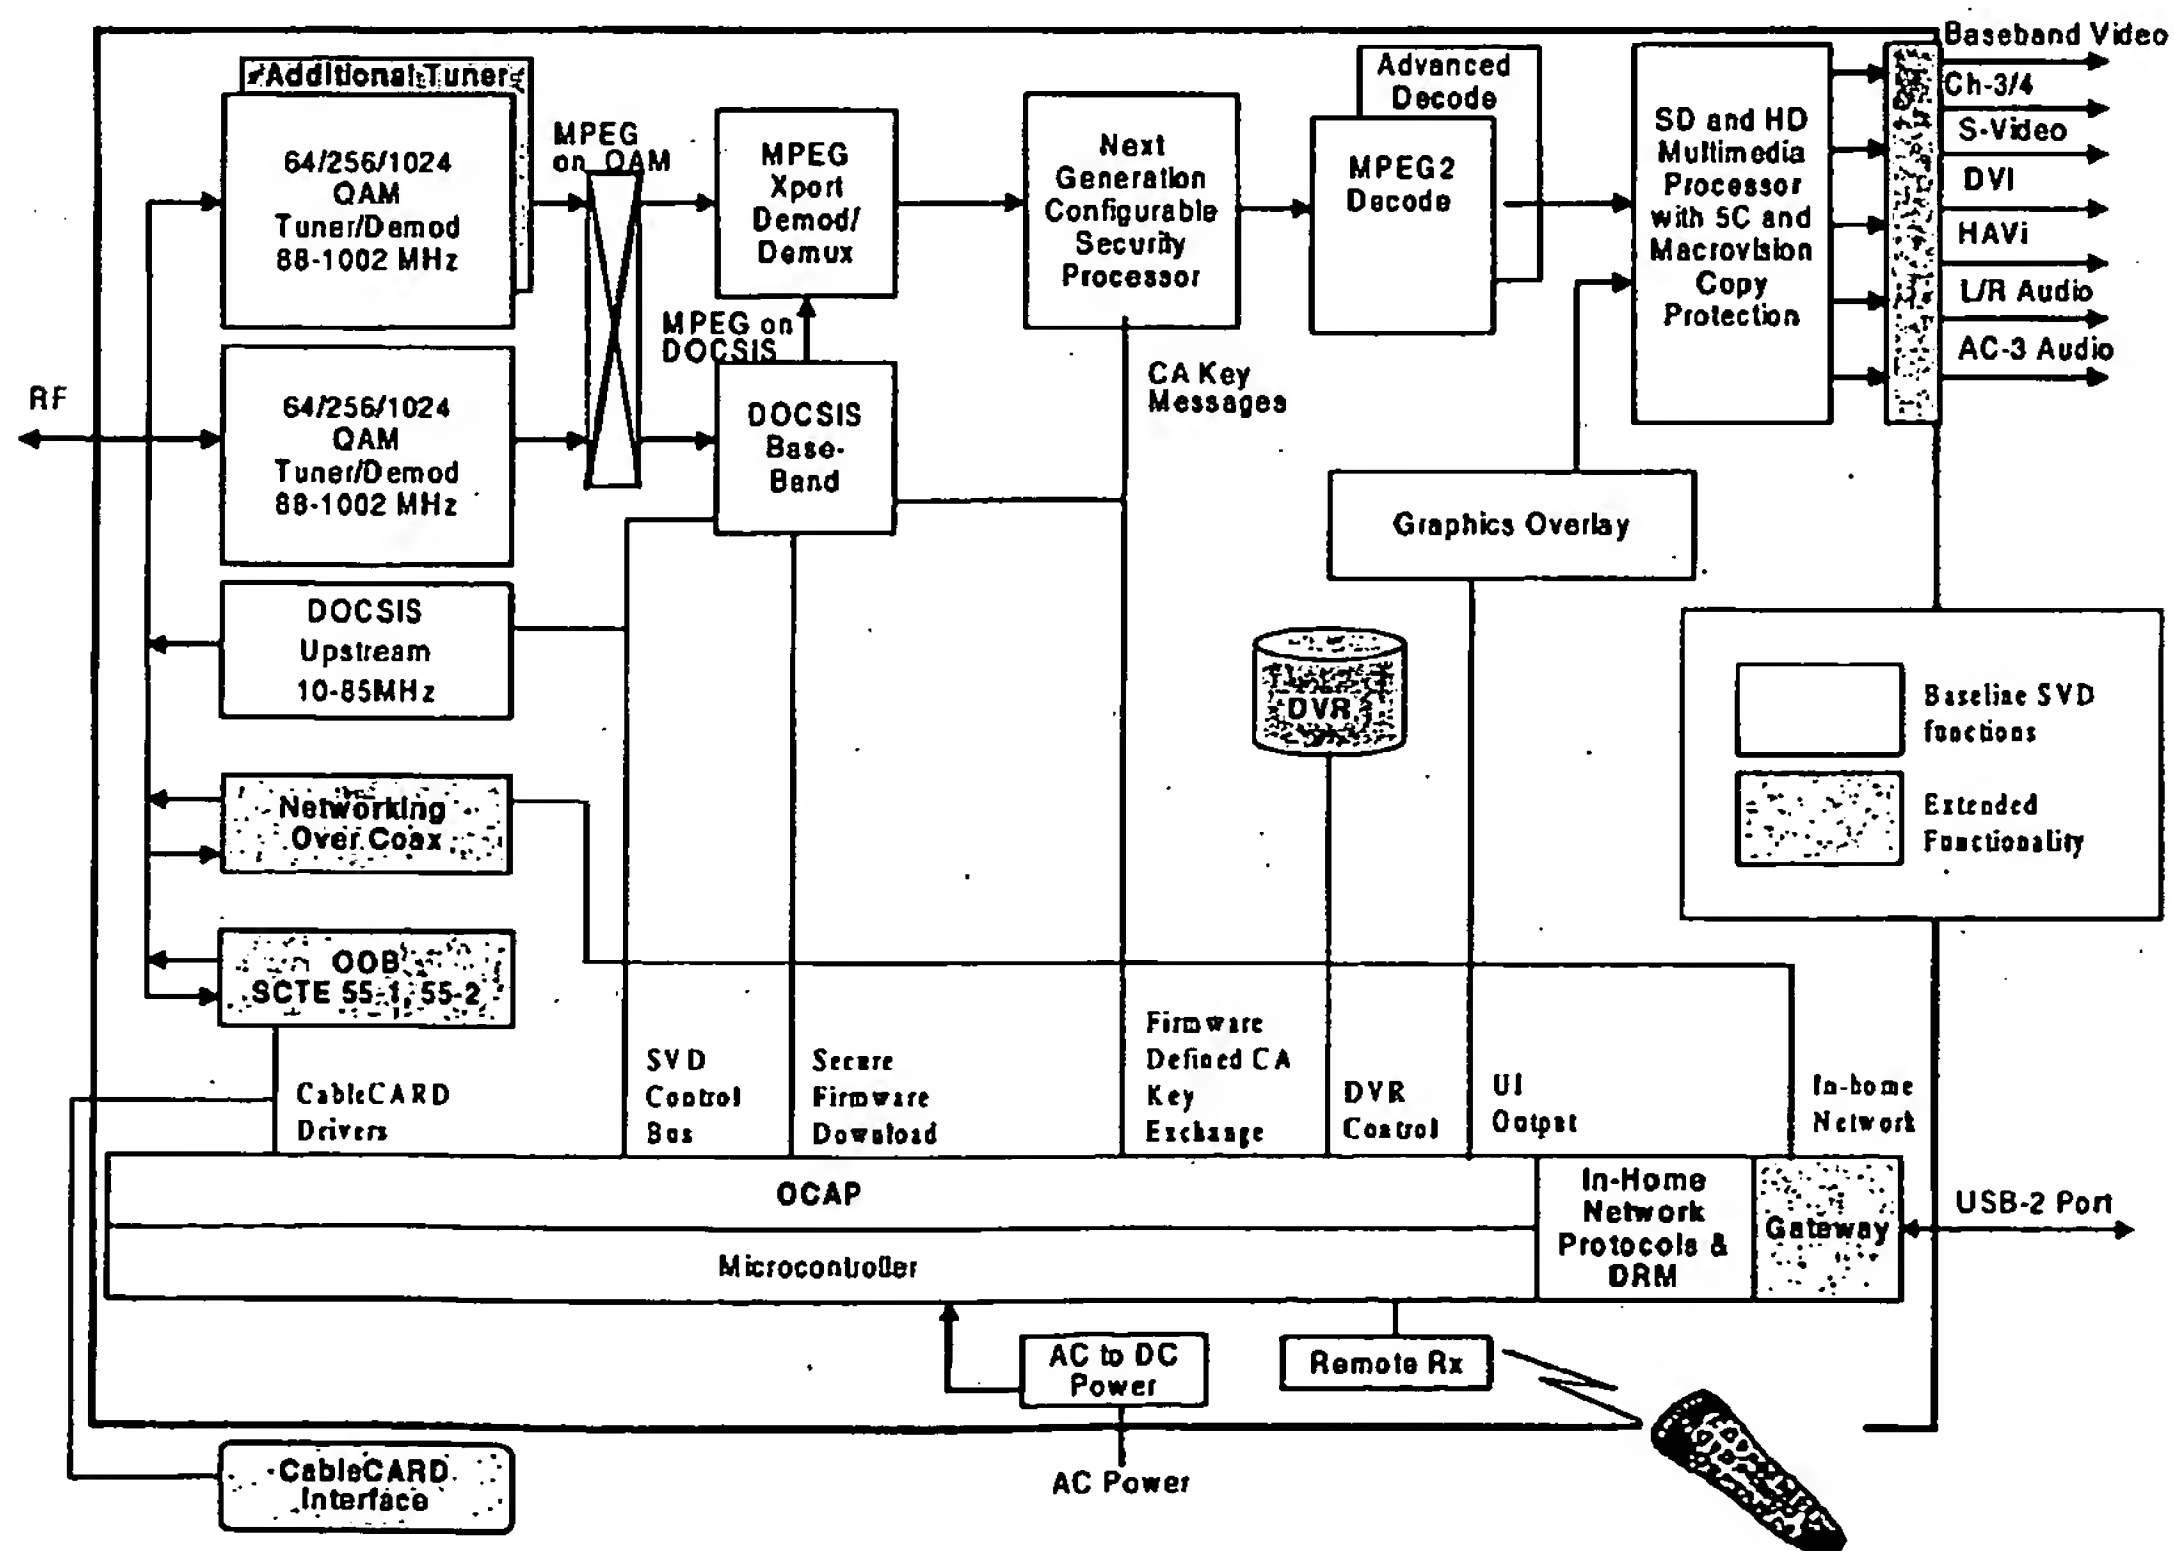 Additional Tuner
64/256/1024
QAM
Tuner/Demod
88-1002 MHz
MPEG
on QAM
MPEG
Xport
Demod/
Demux
Next
Generation
Configurable
Security
Processor
Advanced
Decode
MPEG2
Decode
SD and HD
Multimedia
Processor
with 5C and
Macrovision
Copy
Protection
Baseband Video
Ch-3/4
S-Video
DVI
HAVi
L/R Audio
AC-3 Audio
RF
64/256/1024
QAM
Tuner/Demod
88-1002 MHz
MPEG on
DOCSIS
DOCSIS
Base-
Band
CA Key
Messages
Graphics Overlay
DOCSIS
Upstream
10-85MHz
DVR
Baseline SVD
functions
Extended
Functionality
Networking
Over Coax
OOB
SCTE 55-1, 55-2
CableCARD
Drivers
SVD
Control
Bus
Secure
Firmware
Download
Firmware
Defined CA
Key
Exchange
DVR
Control
UI
Output
In-home
Network
OCAP
Microcontroller
In-Home
Network
Protocols &
DRM
Gateway
USB-2 Port
AC to DC
Power
Remote Rx
AC Power
CableCARD
Interface